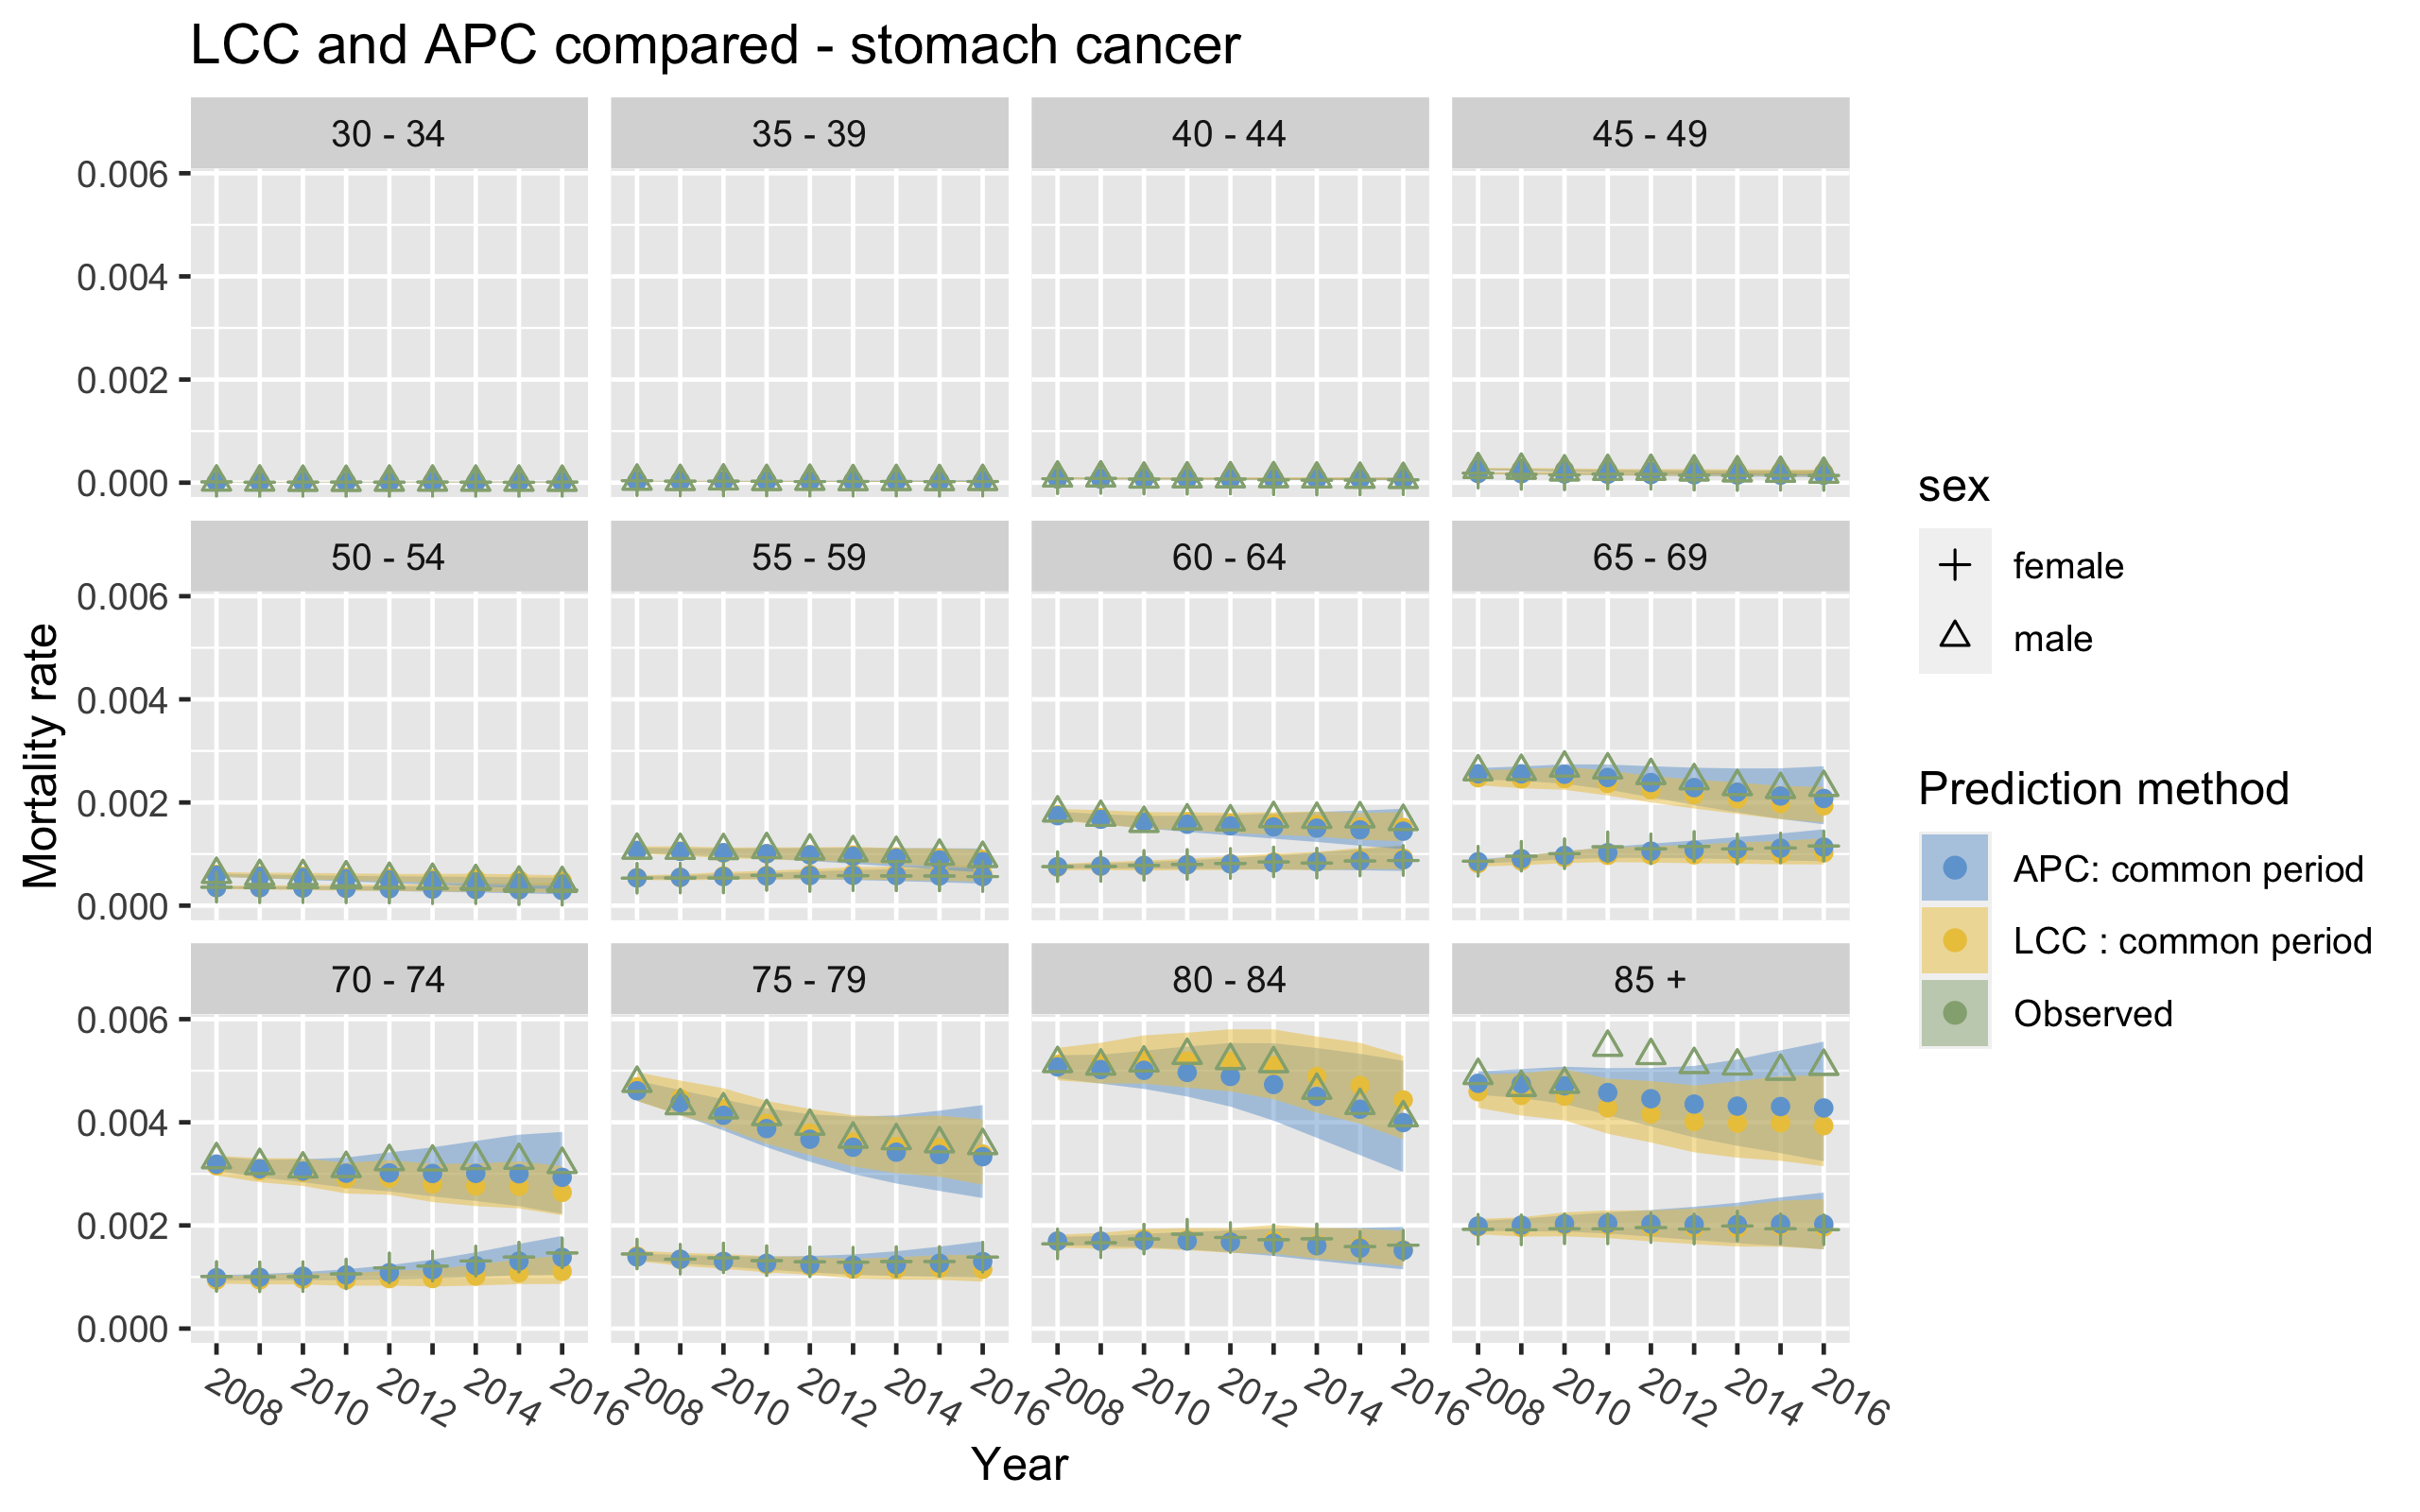 LCC and APC compared - stomach cancer
30 - 34 35 - 39 40 - 44 45 - 49
0.006
0.004
0.002
0.000
50 - 54 55 - 59 60 - 64 65 - 69
0.006
0.004
0.002
0.000
70 - 74 75 - 79 80 - 84 85 +
0.006
0.004
0.002
0.000
2008 2010 2012 2014 2016 2008 2010 2012 2014 2016 2008 2010 2012 2014 2016 2008 2010 2012 2014 2016
Year
Mortality rate
sex
female
male
Prediction method
APC: common period
LCC : common period
Observed